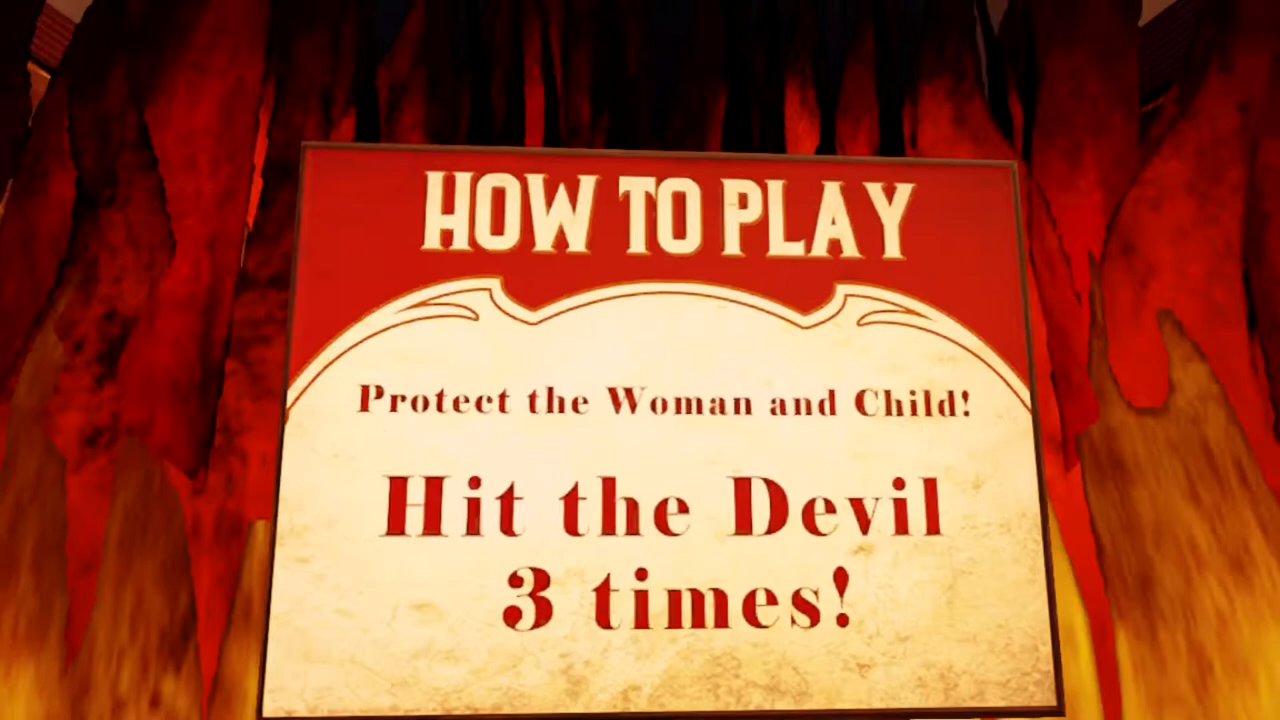 HOW TO PLAY
Protect the Woman and Child!
Hit the Devil
3 times!